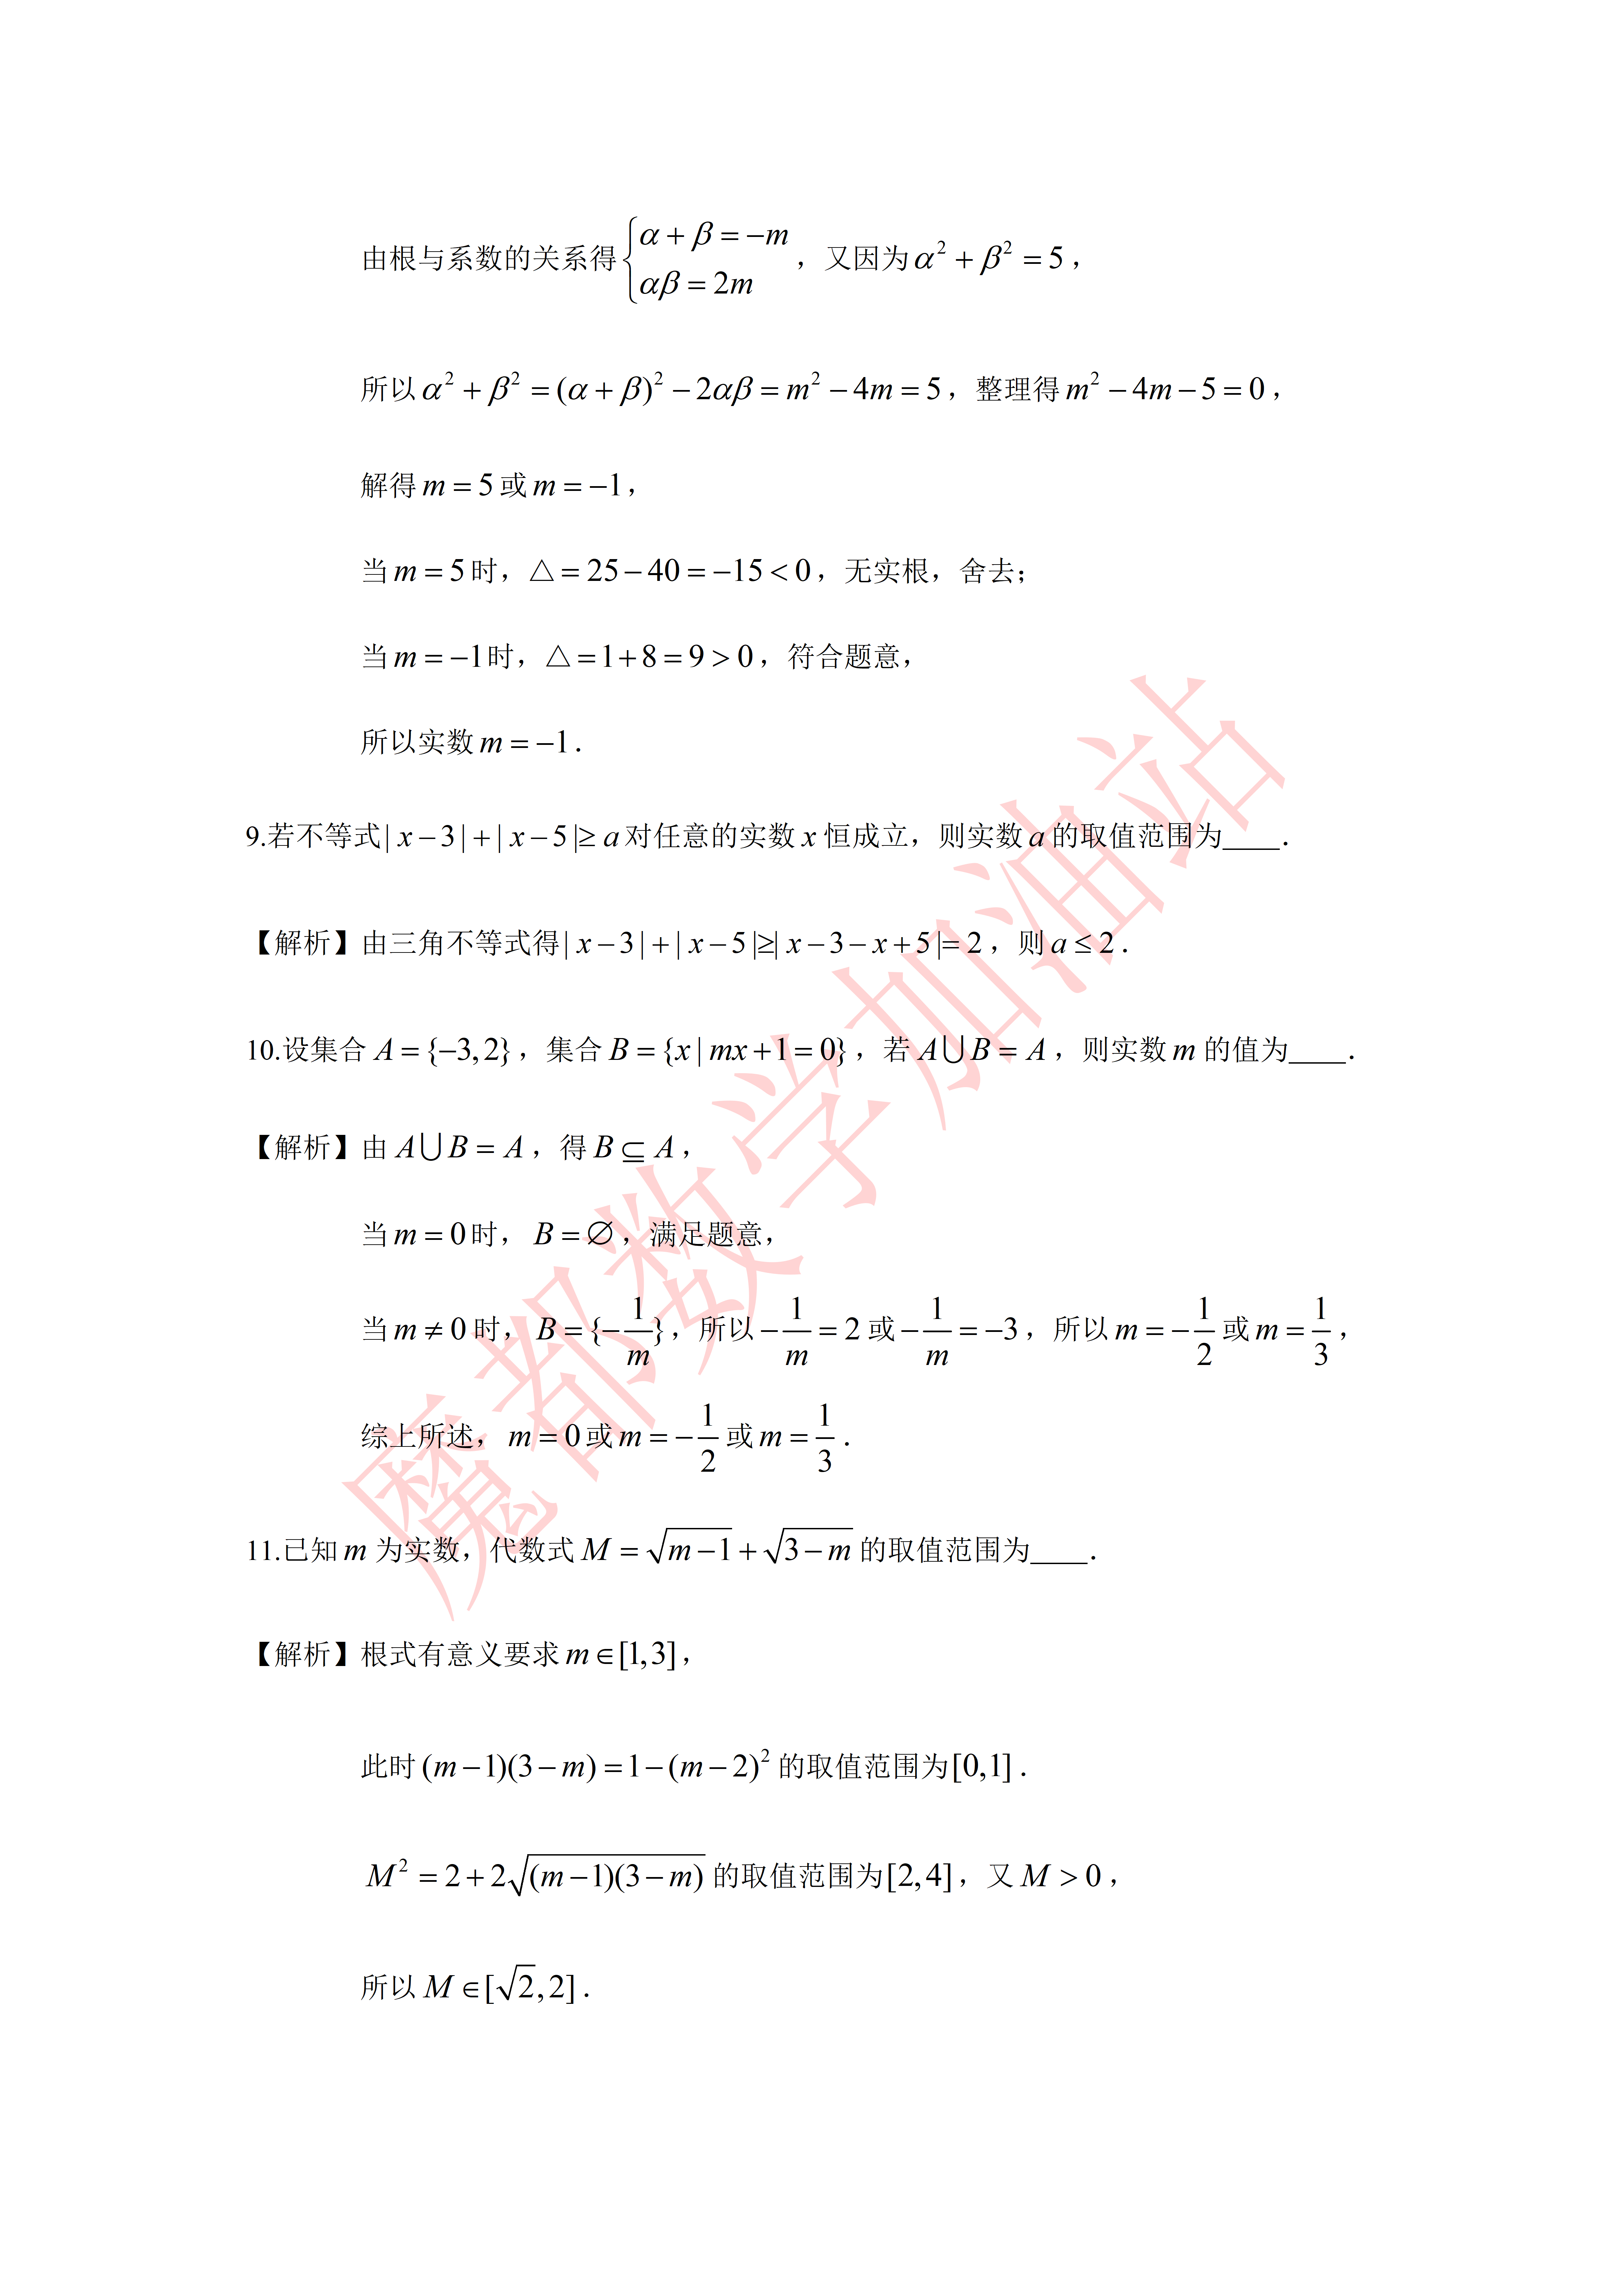 由根与系数的关系得{α + β = −m, αβ = 2m，又因为α² + β² = 5，
所以α² + β² = (α + β)² − 2αβ = m² − 4m = 5，整理得m² − 4m − 5 = 0，
解得m = 5或m = −1，
当m = 5时，△ = 25 − 40 = −15 < 0，无实根，舍去；
当m = −1时，△ = 1 + 8 = 9 > 0，符合题意，
所以实数m = −1．
9.若不等式| x − 3 | + | x − 5 |≥ a对任意的实数x恒成立，则实数a的取值范围为____．
【解析】由三角不等式得| x − 3 | + | x − 5 |≥| x − 3 − x + 5 |= 2，则a ≤ 2．
10.设集合A = {−3, 2}，集合B = {x | mx + 1 = 0}，若A⋃B = A，则实数m的值为____．
【解析】由A⋃B = A，得B ⊆ A，
当m = 0时，B = ∅，满足题意，
当m ≠ 0时，B = {−1/m}，所以−1/m = 2或−1/m = −3，所以m = −1/2或m = 1/3，
综上所述，m = 0或m = −1/2或m = 1/3．
11.已知m为实数，代数式M = √(m − 1) + √(3 − m)的取值范围为____．
【解析】根式有意义要求m ∈[1, 3]，
此时(m − 1)(3 − m) = 1 − (m − 2)²的取值范围为[0,1]．
M² = 2 + 2√((m − 1)(3 − m))的取值范围为[2, 4]，又M > 0，
所以M ∈[√2, 2]．
魔都数学加油站